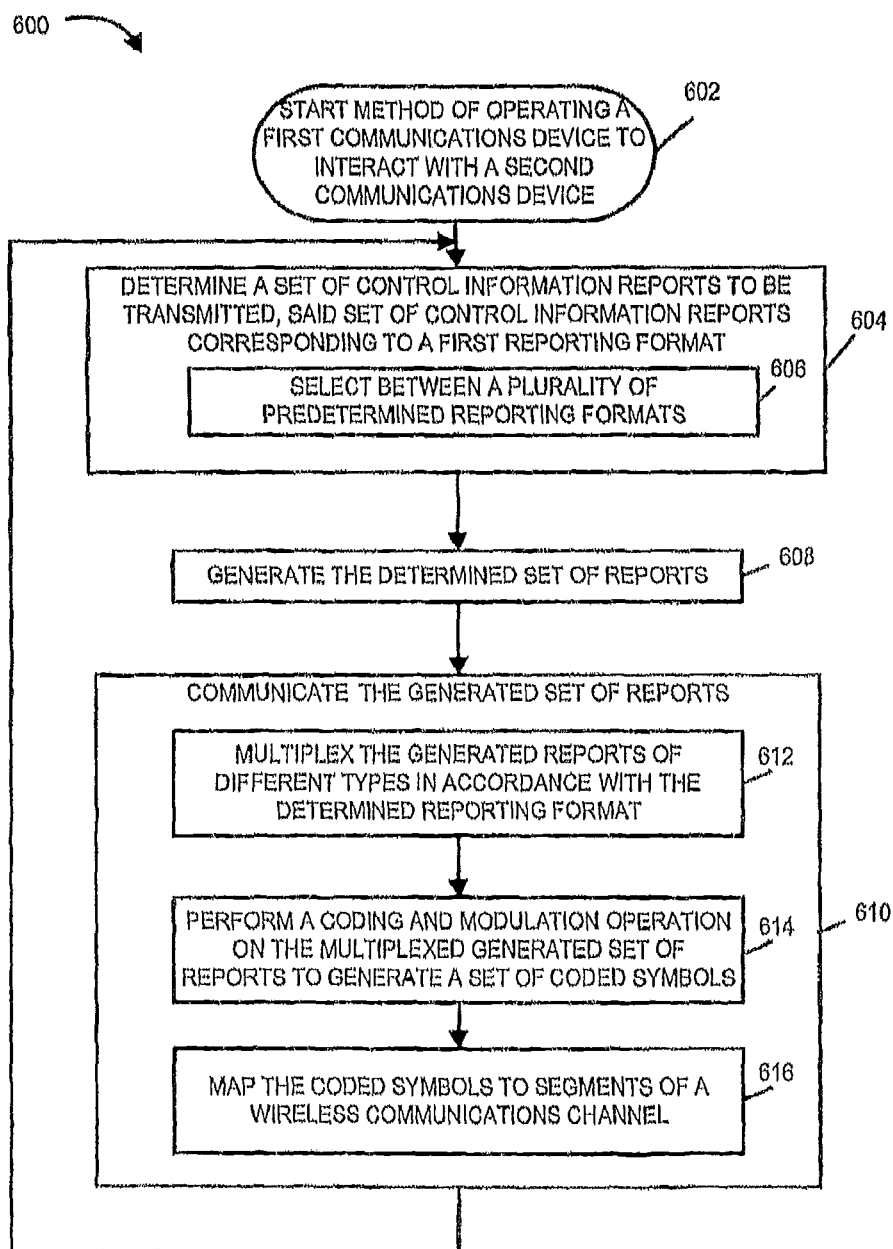 600
602
START METHOD OF OPERATING A
FIRST COMMUNICATIONS DEVICE TO
INTERACT WITH A SECOND
COMMUNICATIONS DEVICE
DETERMINE A SET OF CONTROL INFORMATION REPORTS TO BE
TRANSMITTED, SAID SET OF CONTROL INFORMATION REPORTS
CORRESPONDING TO A FIRST REPORTING FORMAT
604
606
SELECT BETWEEN A PLURALITY OF
PREDETERMINED REPORTING FORMATS
GENERATE THE DETERMINED SET OF REPORTS
608
COMMUNICATE THE GENERATED SET OF REPORTS
MULTIPLEX THE GENERATED REPORTS OF
DIFFERENT TYPES IN ACCORDANCE WITH THE
DETERMINED REPORTING FORMAT
612
PERFORM A CODING AND MODULATION OPERATION
ON THE MULTIPLEXED GENERATED SET OF
REPORTS TO GENERATE A SET OF CODED SYMBOLS
614
610
MAP THE CODED SYMBOLS TO SEGMENTS OF A
WIRELESS COMMUNICATIONS CHANNEL
616